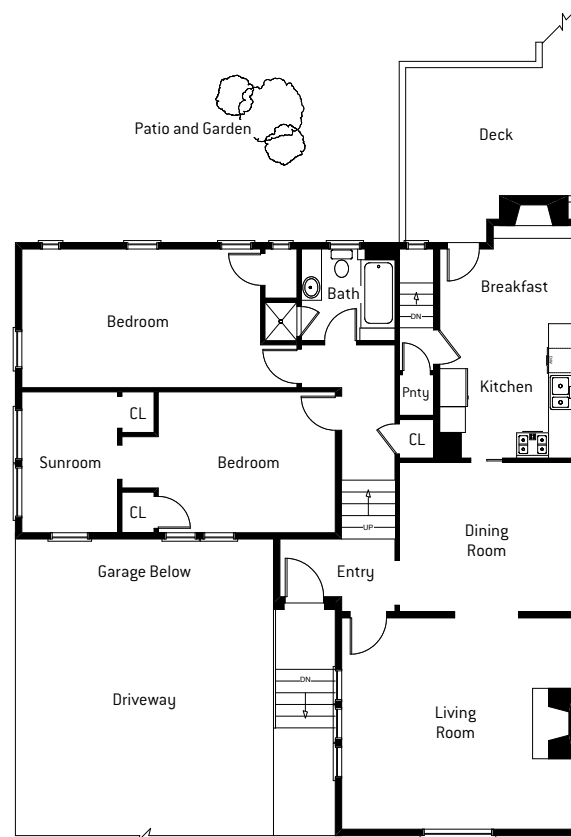 Patio and Garden
Deck
Breakfast
Bath
Bedroom
DN
Kitchen
Pnty
CL
CL
Sunroom
Bedroom
CL
UP
Dining
Room
Garage Below
Entry
DN
Driveway
Living
Room